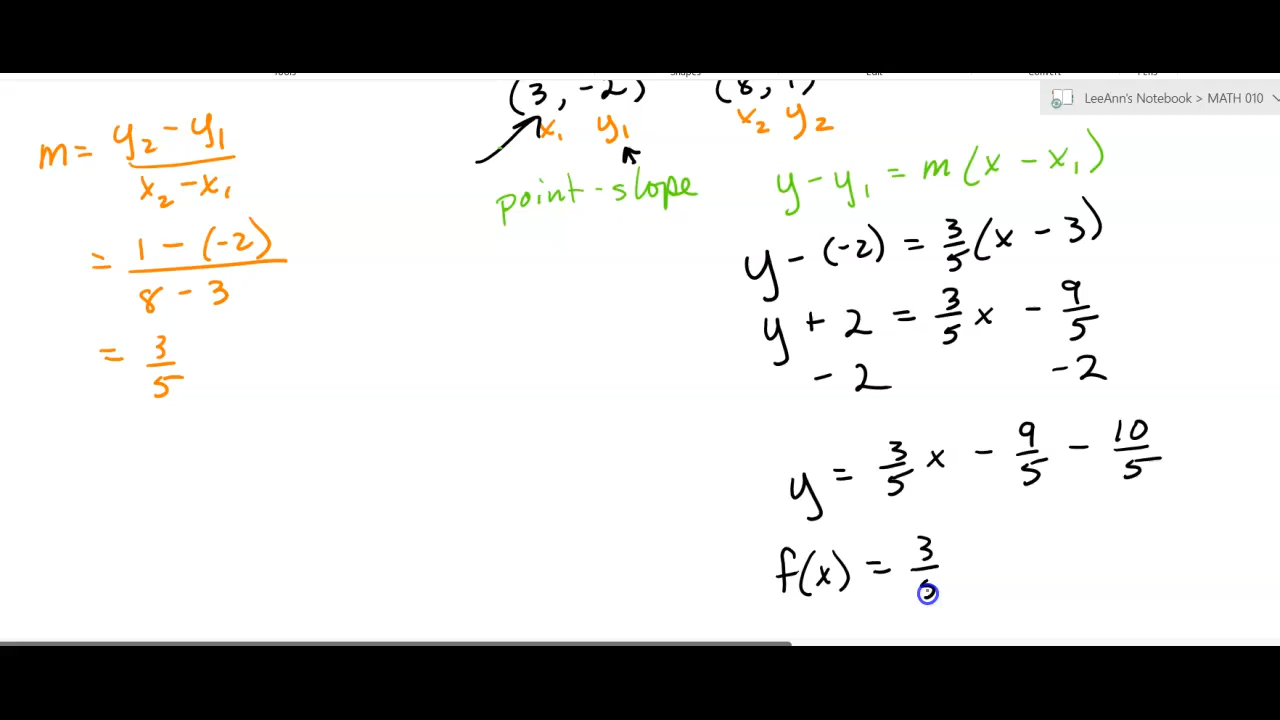 LeeAnn's Notebook > MATH 010
(3, -2) (8, 1)
x₁ y₁ x₂ y₂
m = y₂ - y₁ / x₂ - x₁
= 1 - (-2) / 8 - 3
= 3/5
point-slope y - y₁ = m(x - x₁)
y - (-2) = 3/5(x - 3)
y + 2 = 3/5 x - 9/5
- 2 - 2
y = 3/5 x - 9/5 - 10/5
f(x) = 3/5